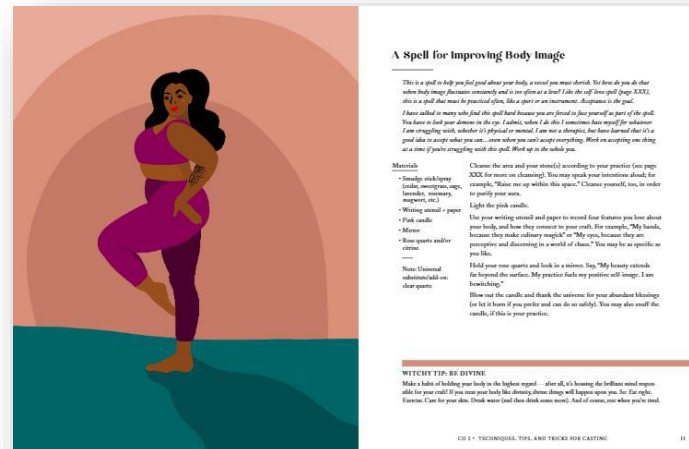 A Spell for Improving Body Image
This is a spell to help you feel good about your body, a vessel you must cherish. Yet how do you do that
when body image fluctuates constantly and is too often at a low? Like the self-love spell (page XXX),
this is a spell that must be practiced often, like a sport or an instrument. Acceptance is the goal.
I have talked to many who find this spell hard because you are forced to face yourself as part of the spell.
You have to look your demons in the eye. I admit, when I do this I sometimes hate myself for whatever
I am struggling with, whether it's physical or mental. I am not a therapist, but have learned that it's a
good idea to accept what you can…even when you can't accept everything. Work on accepting one thing
at a time if you're struggling with this spell. Work up to the whole you.
Materials
• Smudge stick/spray
(cedar, sweetgrass, sage,
lavender, rosemary,
mugwort, etc.)
• Writing utensil + paper
• Pink candle
• Mirror
• Rose quartz and/or
citrine
Note: Universal
substitute/add-on:
clear quartz
Cleanse the area and your stone(s) according to your practice (see page
XXX for more on cleansing). You may speak your intentions aloud; for
example, "Raise me up within this space." Cleanse yourself, too, in order
to purify your aura.
Light the pink candle.
Use your writing utensil and paper to record four features you love about
your body, and how they connect to your craft. For example, "My hands,
because they make culinary magick" or "My eyes, because they are
perceptive and discerning in a world of chaos." You may be as specific as
you like.
Hold your rose quartz and look in a mirror. Say, "My beauty extends
far beyond the surface. My practice fuels my positive self-image. I am
bewitching."
Blow out the candle and thank the universe for your abundant blessings
(or let it burn if you prefer and can do so safely). You may also snuff the
candle, if this is your practice.
WITCHY TIP: BE DIVINE
Make a habit of holding your body in the highest regard — after all, it's housing the brilliant mind respon-
sible for your craft! If you treat your body like divinity, divine things will happen upon you. So: Eat right.
Exercise. Care for your skin. Drink water (and then drink some more). And of course, rest when you're tired.
CH 2 • TECHNIQUES, TIPS, AND TRICKS FOR CASTING